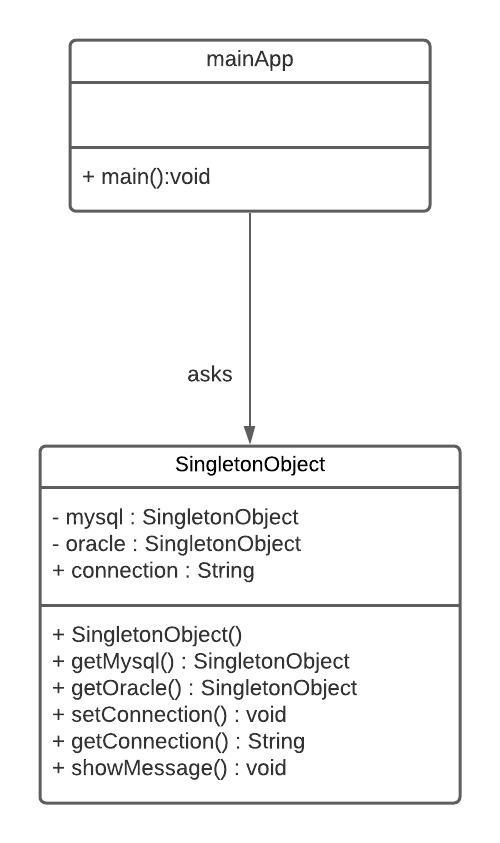 mainApp
+ main():void
asks
SingletonObject
- mysql : SingletonObject
- oracle : SingletonObject
+ connection : String
+ SingletonObject()
+ getMysql() : SingletonObject
+ getOracle() : SingletonObject
+ setConnection() : void
+ getConnection() : String
+ showMessage() : void